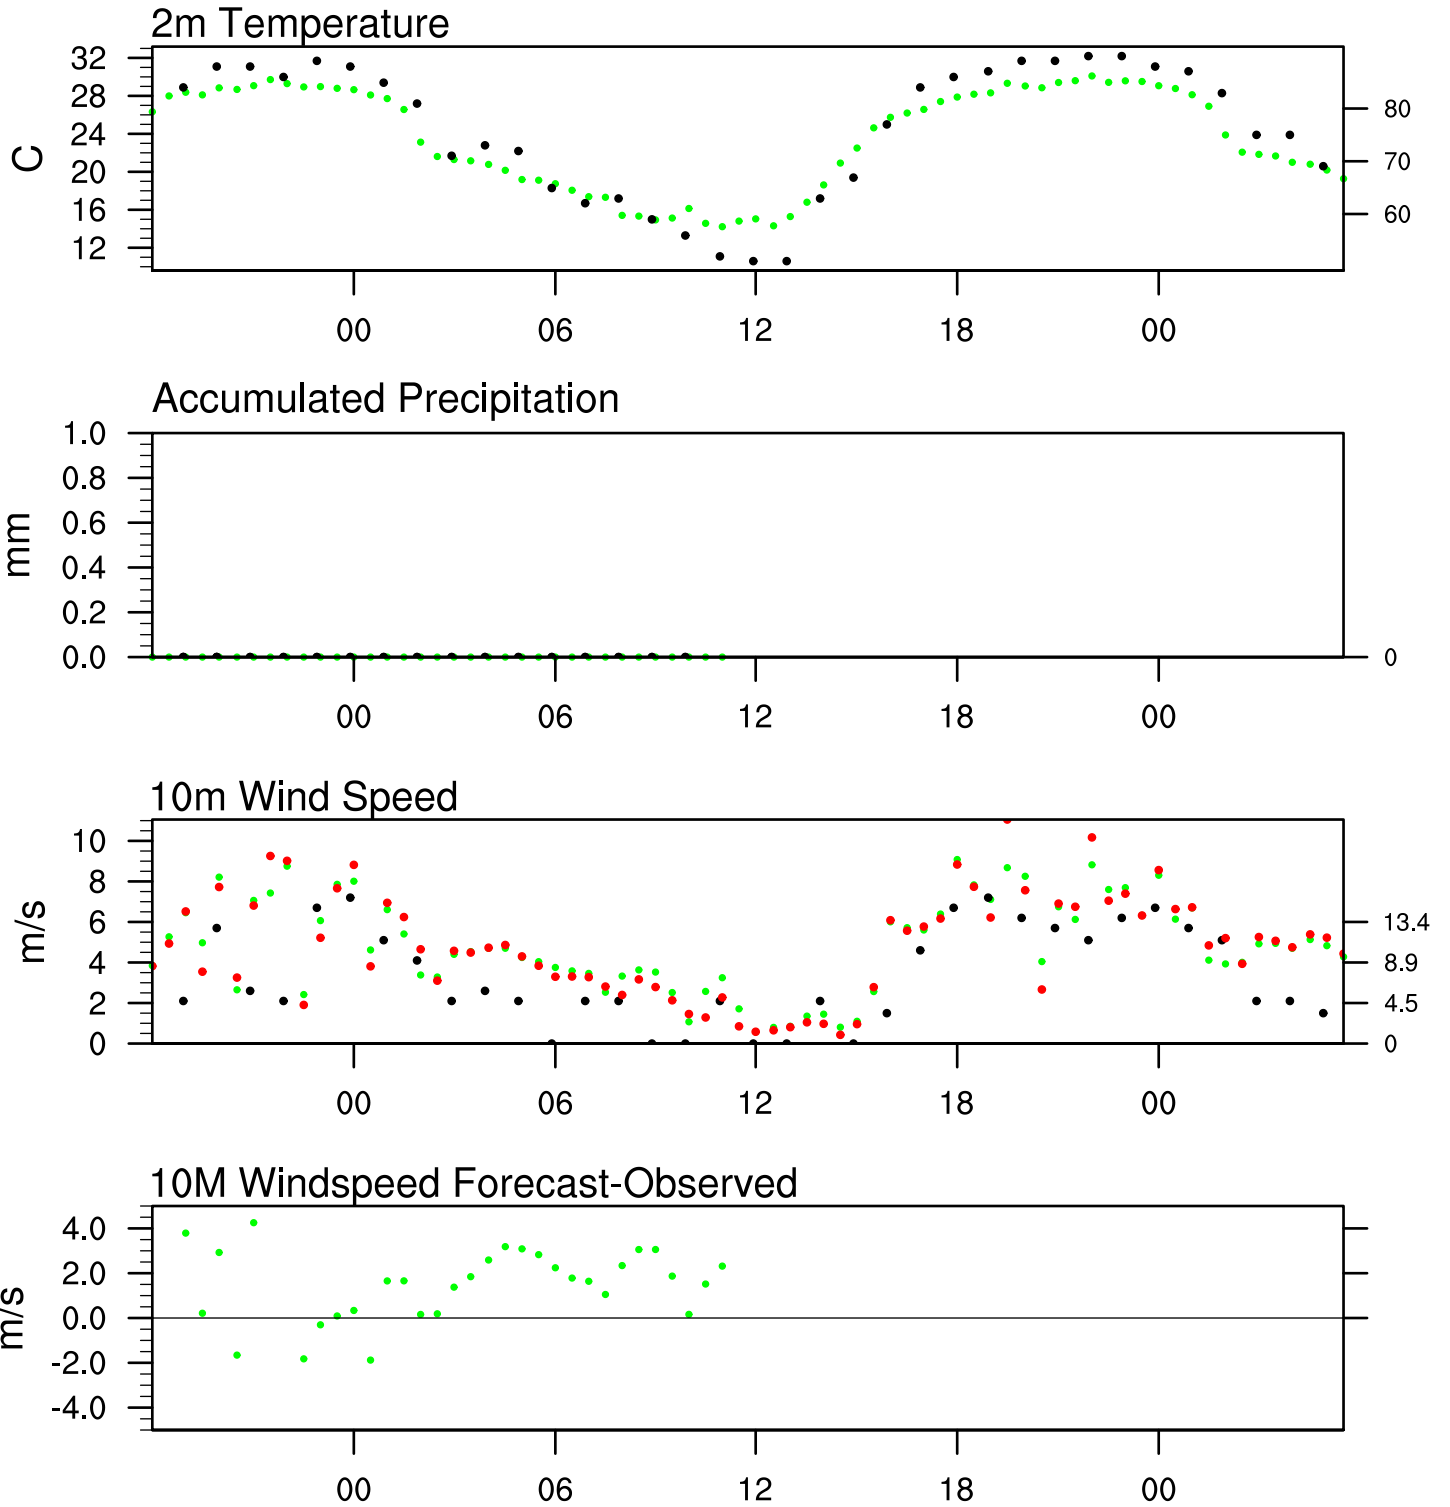 2m Temperature
32
28
24
20
16
12
C
80
70
60
00 06 12 18 00
Accumulated Precipitation
1.0
0.8
0.6
0.4
0.2
0.0
mm
0
00 06 12 18 00
10m Wind Speed
10
8
6
4
2
0
m/s
13.4
8.9
4.5
0
00 06 12 18 00
10M Windspeed Forecast-Observed
4.0
2.0
0.0
-2.0
-4.0
m/s
00 06 12 18 00